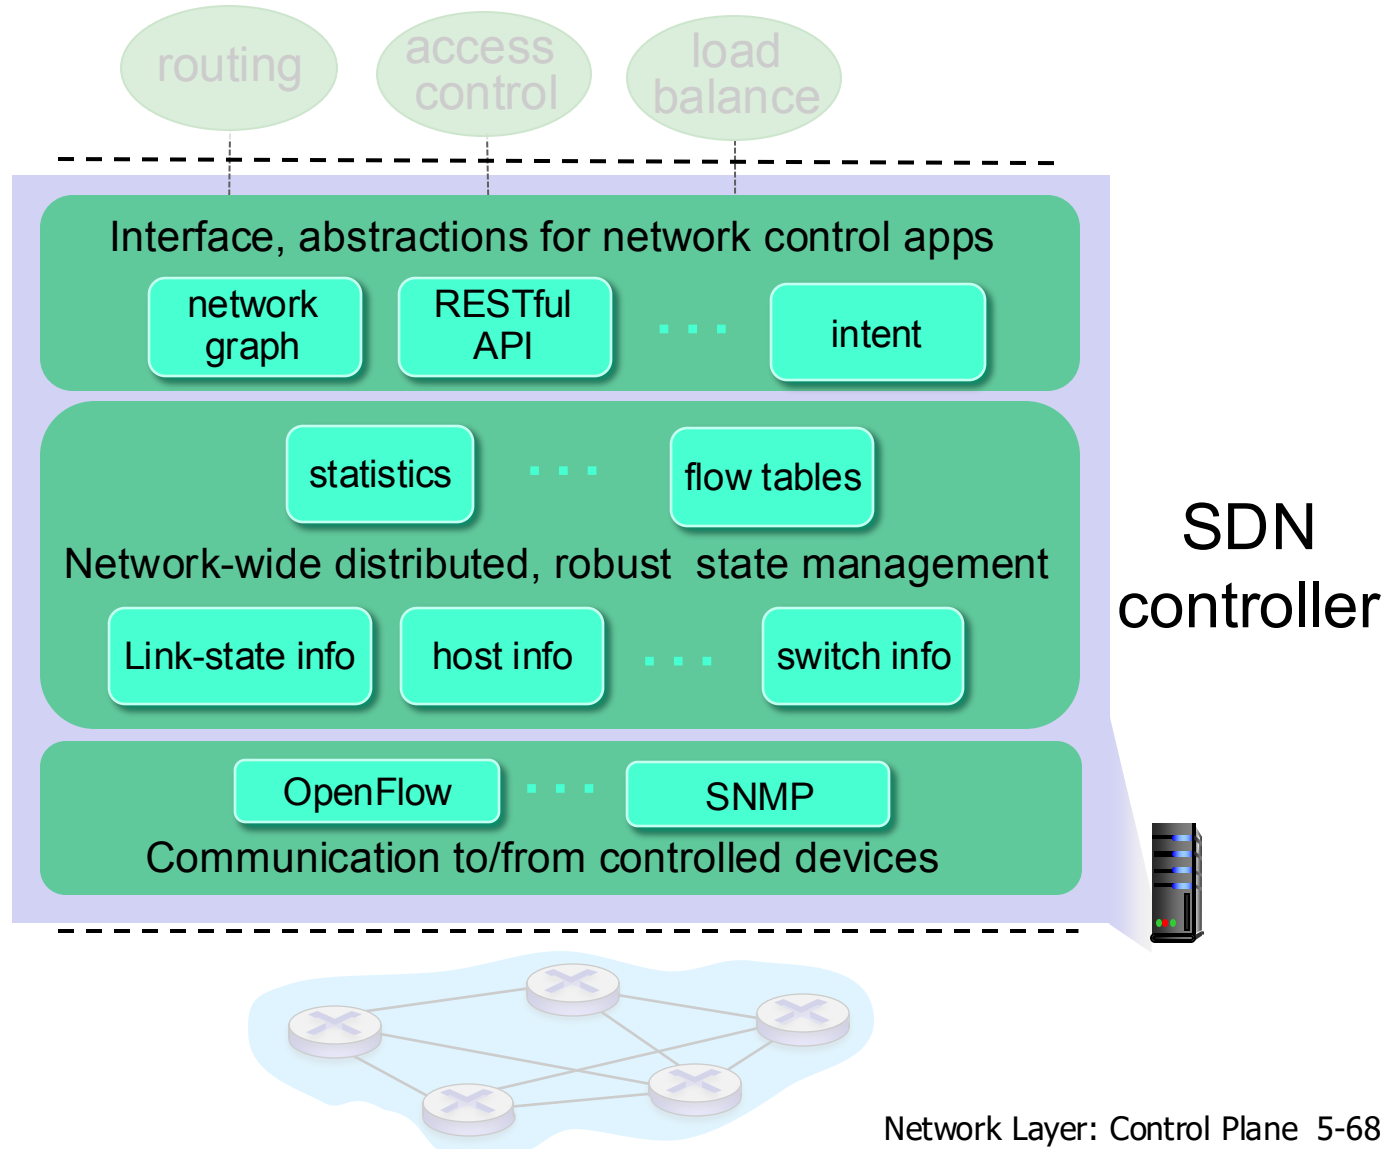 routing
access
control
load
balance
Interface, abstractions for network control apps
network
graph
RESTful
API
. . .
intent
statistics
. . .
flow tables
Network-wide distributed, robust  state management
Link-state info
host info
. . .
switch info
OpenFlow
. . .
SNMP
Communication to/from controlled devices
SDN
controller
Network Layer: Control Plane  5-68